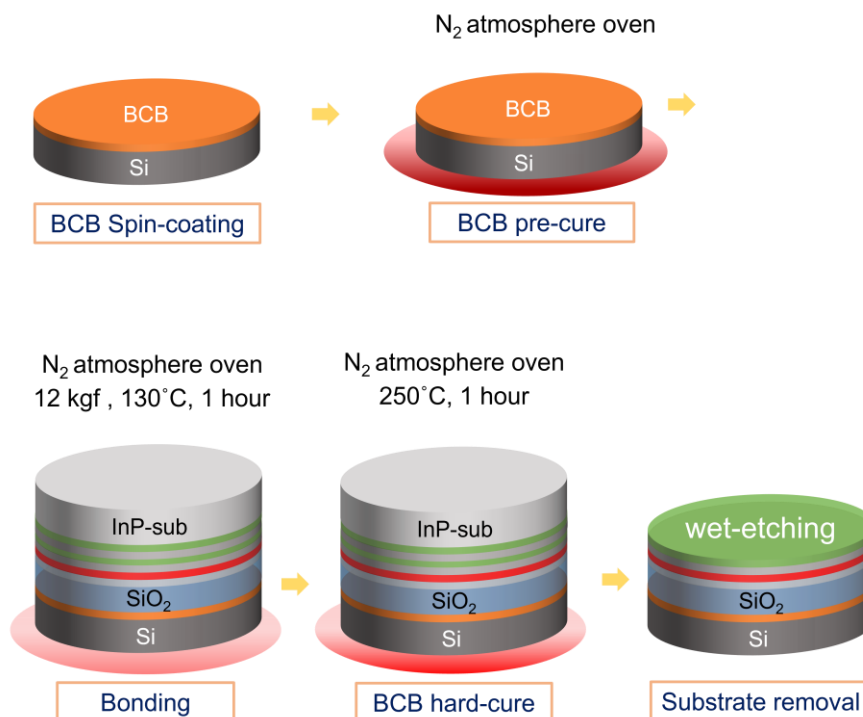 N₂ atmosphere oven
BCB
Si
BCB Spin-coating
BCB
Si
BCB pre-cure
N₂ atmosphere oven
12 kgf , 130˚C, 1 hour
InP-sub
SiO₂
Si
Bonding
N₂ atmosphere oven
250˚C, 1 hour
InP-sub
SiO₂
Si
BCB hard-cure
wet-etching
SiO₂
Si
Substrate removal